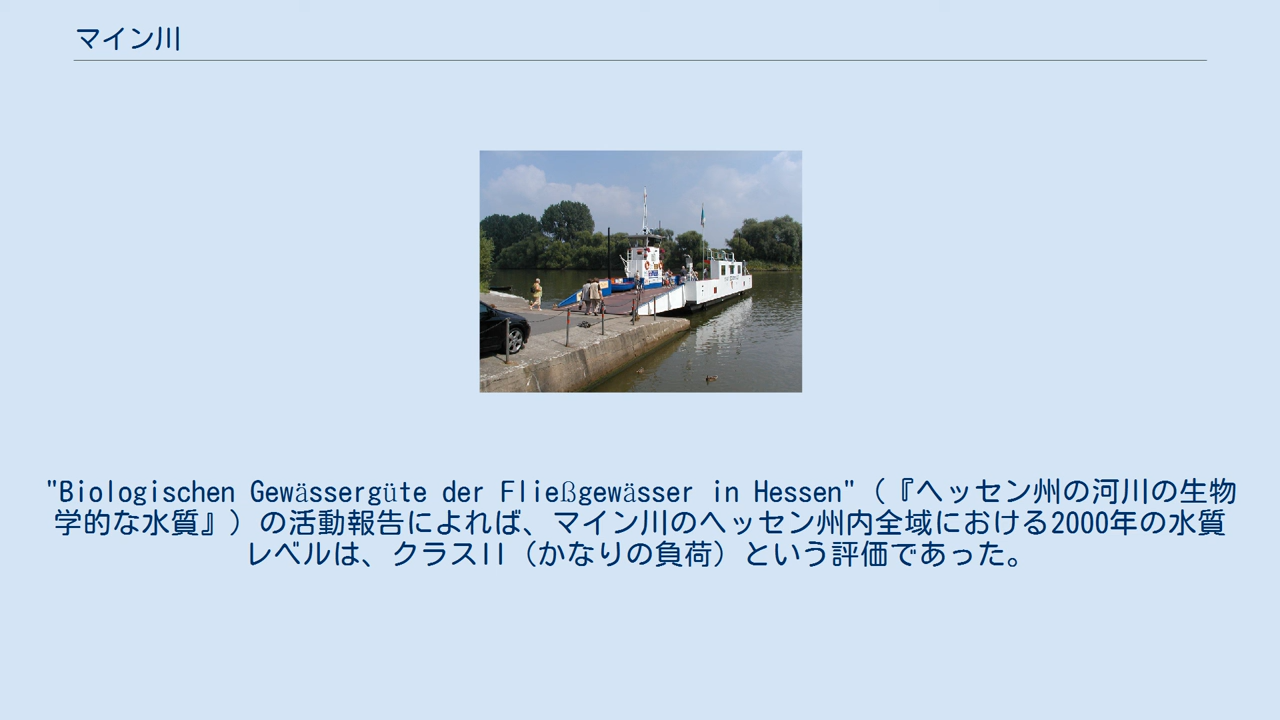 マイン川
"Biologischen Gewässergüte der Fließgewässer in Hessen"（『ヘッセン州の河川の生物
学的な水質』）の活動報告によれば、マイン川のヘッセン州内全域における2000年の水質
レベルは、クラスII（かなりの負荷）という評価であった。